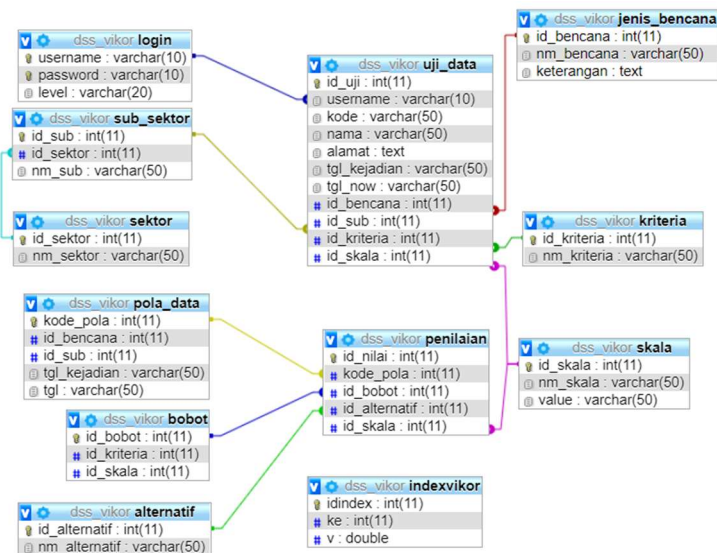 dss_vikor login
username : varchar(10)
password : varchar(10)
level : varchar(20)
dss_vikor sub_sektor
id_sub : int(11)
id_sektor : int(11)
nm_sub : varchar(50)
dss_vikor sektor
id_sektor : int(11)
nm_sektor : varchar(50)
dss_vikor uji_data
id_uji : int(11)
username : varchar(10)
kode : varchar(50)
nama : varchar(50)
alamat : text
tgl_kejadian : varchar(50)
tgl_now : varchar(50)
id_bencana : int(11)
id_sub : int(11)
id_kriteria : int(11)
id_skala : int(11)
dss_vikor jenis_bencana
id_bencana : int(11)
nm_bencana : varchar(50)
keterangan : text
dss_vikor kriteria
id_kriteria : int(11)
nm_kriteria : varchar(50)
dss_vikor pola_data
kode_pola : int(11)
id_bencana : int(11)
id_sub : int(11)
tgl_kejadian : varchar(50)
tgl : varchar(50)
dss_vikor bobot
id_bobot : int(11)
id_kriteria : int(11)
id_skala : int(11)
dss_vikor alternatif
id_alternatif : int(11)
nm_alternatif : varchar(50)
dss_vikor penilaian
id_nilai : int(11)
kode_pola : int(11)
id_bobot : int(11)
id_alternatif : int(11)
id_skala : int(11)
dss_vikor skala
id_skala : int(11)
nm_skala : varchar(50)
value : varchar(50)
dss_vikor indexvikor
idindex : int(11)
ke : int(11)
v : double